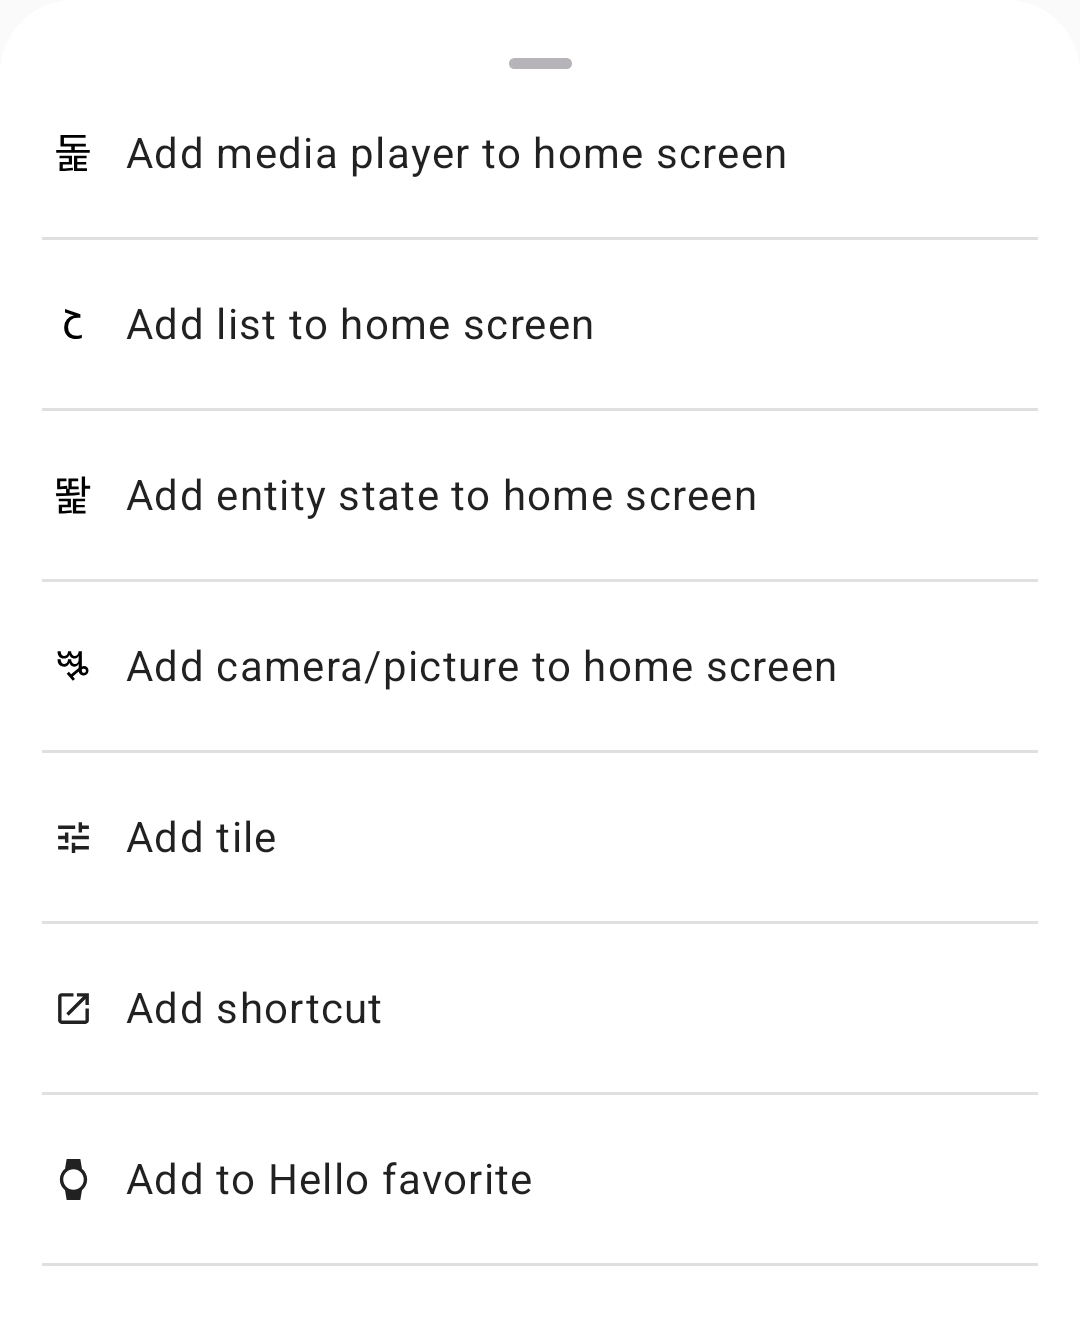 돑 Add media player to home screen
Add list to home screen
Add entity state to home screen
Add camera/picture to home screen
Add tile
Add shortcut
Add to Hello favorite